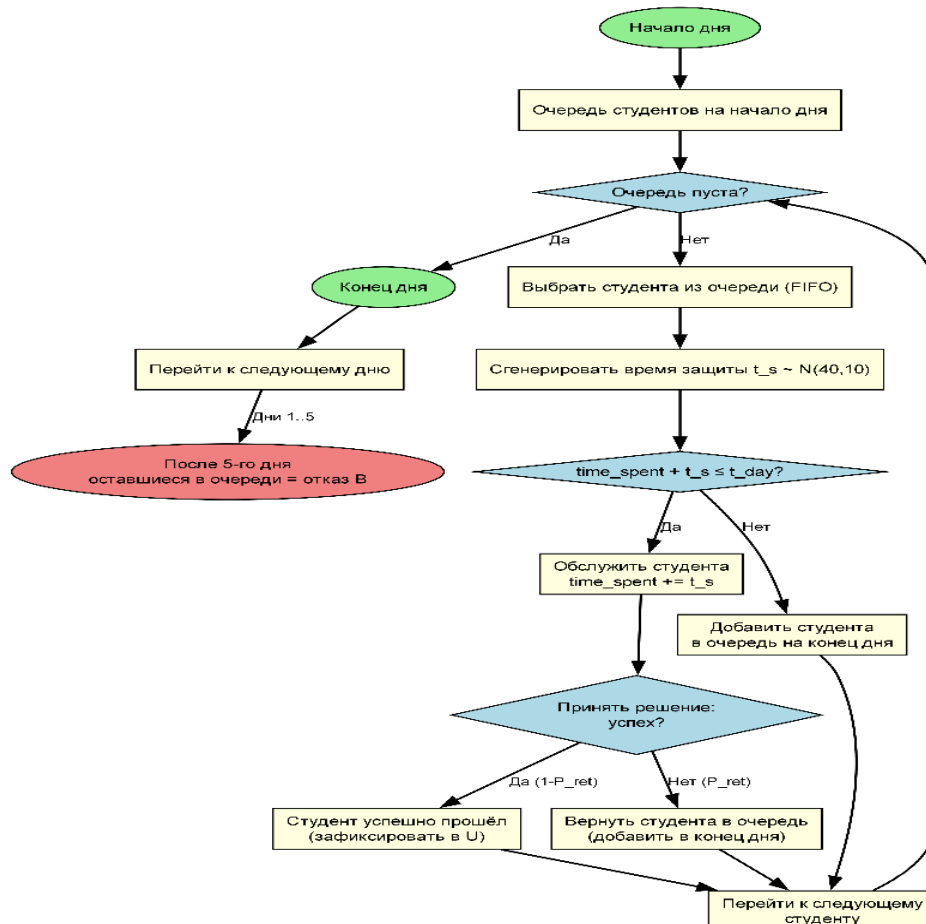 Начало дня
Очередь студентов на начало дня
Очередь пуста?
Да
Нет
Конец дня
Выбрать студента из очереди (FIFO)
Перейти к следующему дню
Сгенерировать время защиты t_s ~ N(40,10)
Дни 1..5
После 5-го дня
оставшиеся в очереди = отказ B
time_spent + t_s ≤ t_day?
Да
Нет
Обслужить студента
time_spent += t_s
Добавить студента
в очередь на конец дня
Принять решение:
успех?
Да (1-P_ret)
Нет (P_ret)
Студент успешно прошёл
(зафиксировать в U)
Вернуть студента в очередь
(добавить в конец дня)
Перейти к следующему
студенту